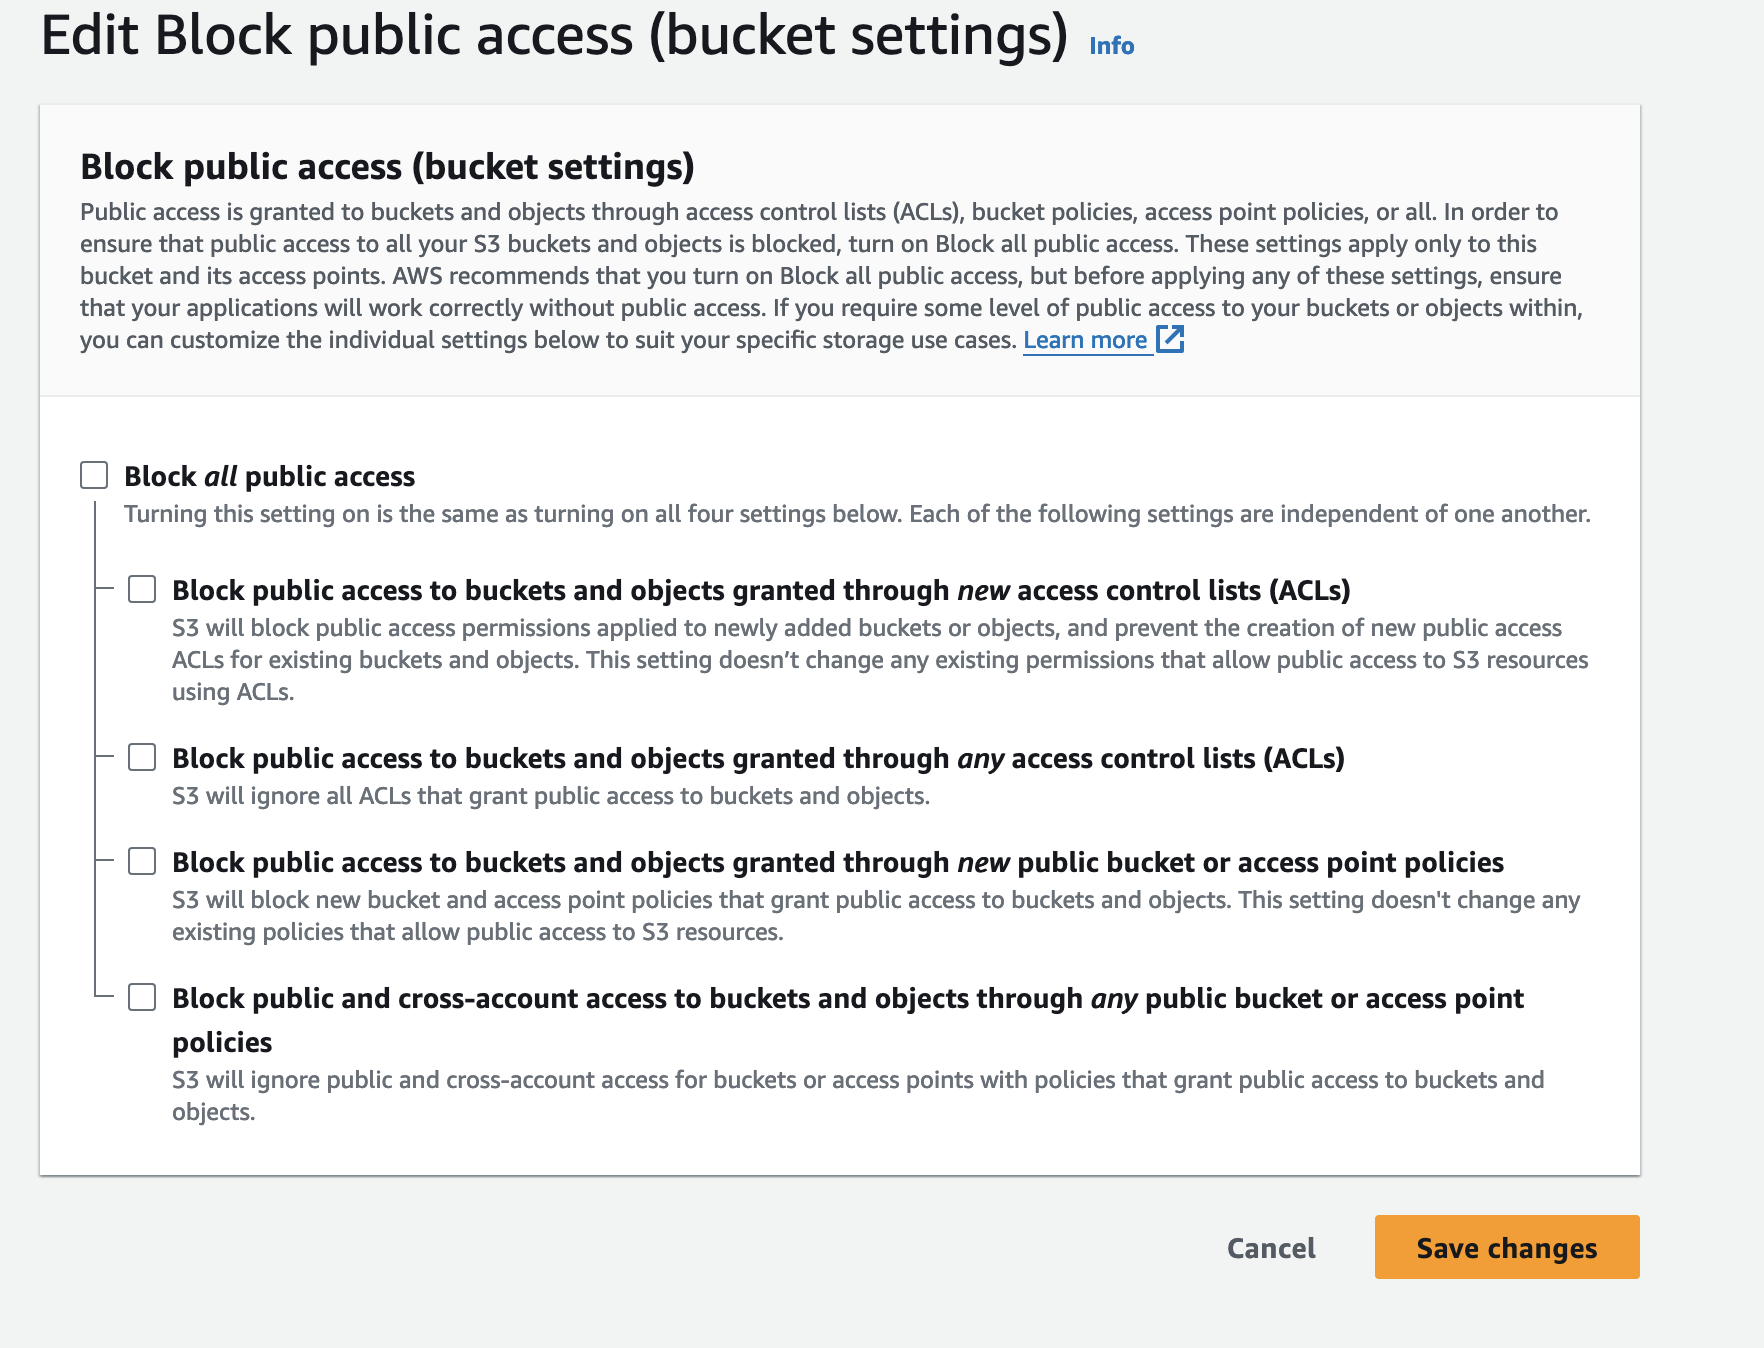 Edit Block public access (bucket settings) Info
Block public access (bucket settings)
Public access is granted to buckets and objects through access control lists (ACLs), bucket policies, access point policies, or all. In order to
ensure that public access to all your S3 buckets and objects is blocked, turn on Block all public access. These settings apply only to this
bucket and its access points. AWS recommends that you turn on Block all public access, but before applying any of these settings, ensure
that your applications will work correctly without public access. If you require some level of public access to your buckets or objects within,
you can customize the individual settings below to suit your specific storage use cases. Learn more
Block all public access
Turning this setting on is the same as turning on all four settings below. Each of the following settings are independent of one another.
Block public access to buckets and objects granted through new access control lists (ACLs)
S3 will block public access permissions applied to newly added buckets or objects, and prevent the creation of new public access
ACLs for existing buckets and objects. This setting doesn’t change any existing permissions that allow public access to S3 resources
using ACLs.
Block public access to buckets and objects granted through any access control lists (ACLs)
S3 will ignore all ACLs that grant public access to buckets and objects.
Block public access to buckets and objects granted through new public bucket or access point policies
S3 will block new bucket and access point policies that grant public access to buckets and objects. This setting doesn't change any
existing policies that allow public access to S3 resources.
Block public and cross-account access to buckets and objects through any public bucket or access point
policies
S3 will ignore public and cross-account access for buckets or access points with policies that grant public access to buckets and
objects.
Cancel
Save changes